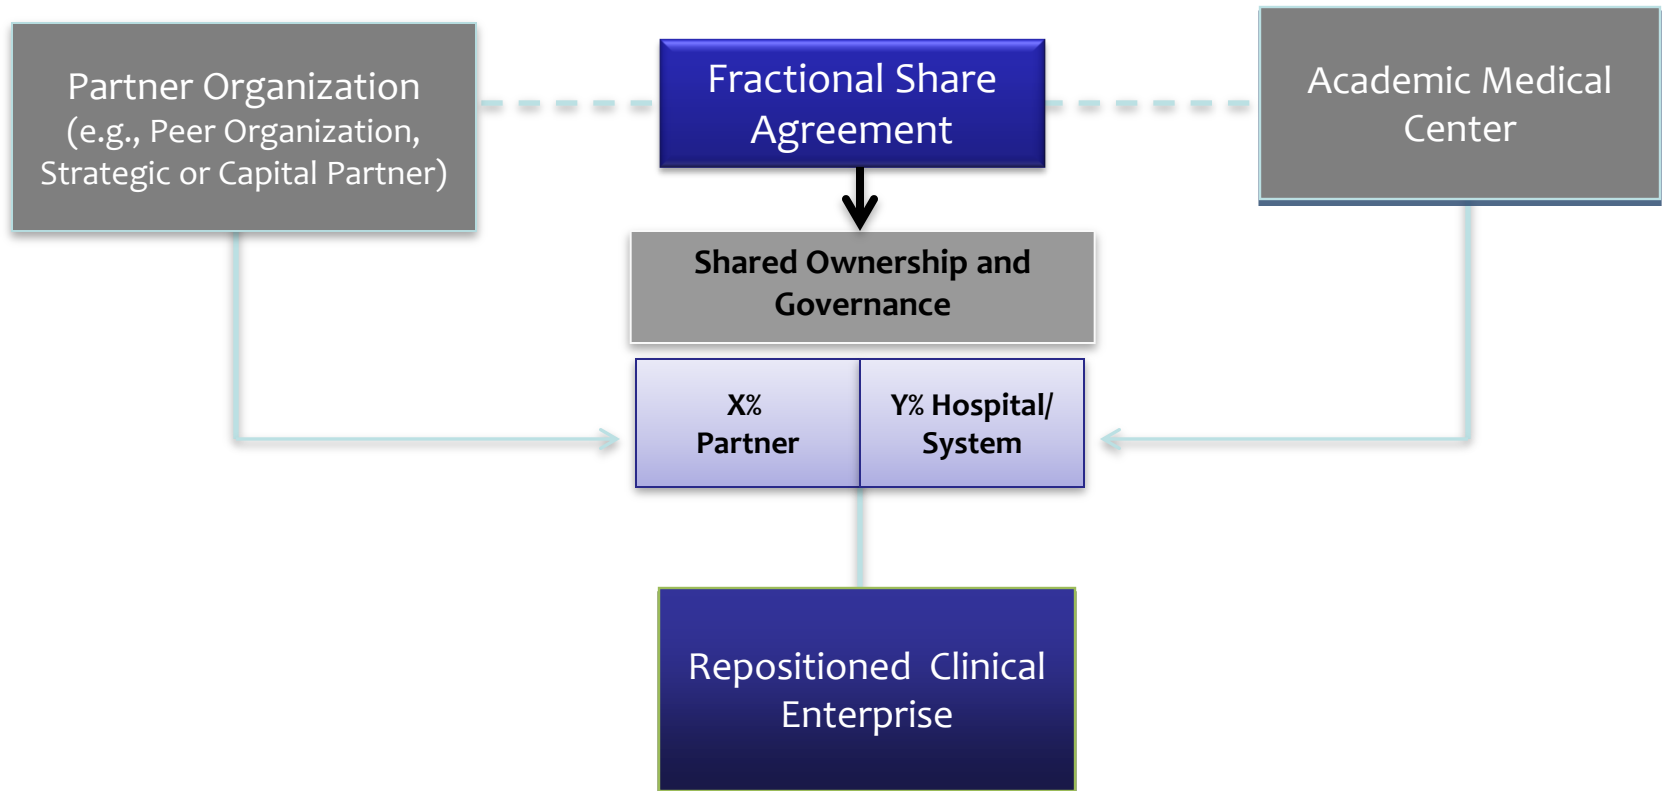 Partner Organization
(e.g., Peer Organization,
Strategic or Capital Partner)
Fractional Share
Agreement
Academic Medical
Center
Shared Ownership and
Governance
X%
Partner
Y% Hospital/
System
Repositioned Clinical
Enterprise